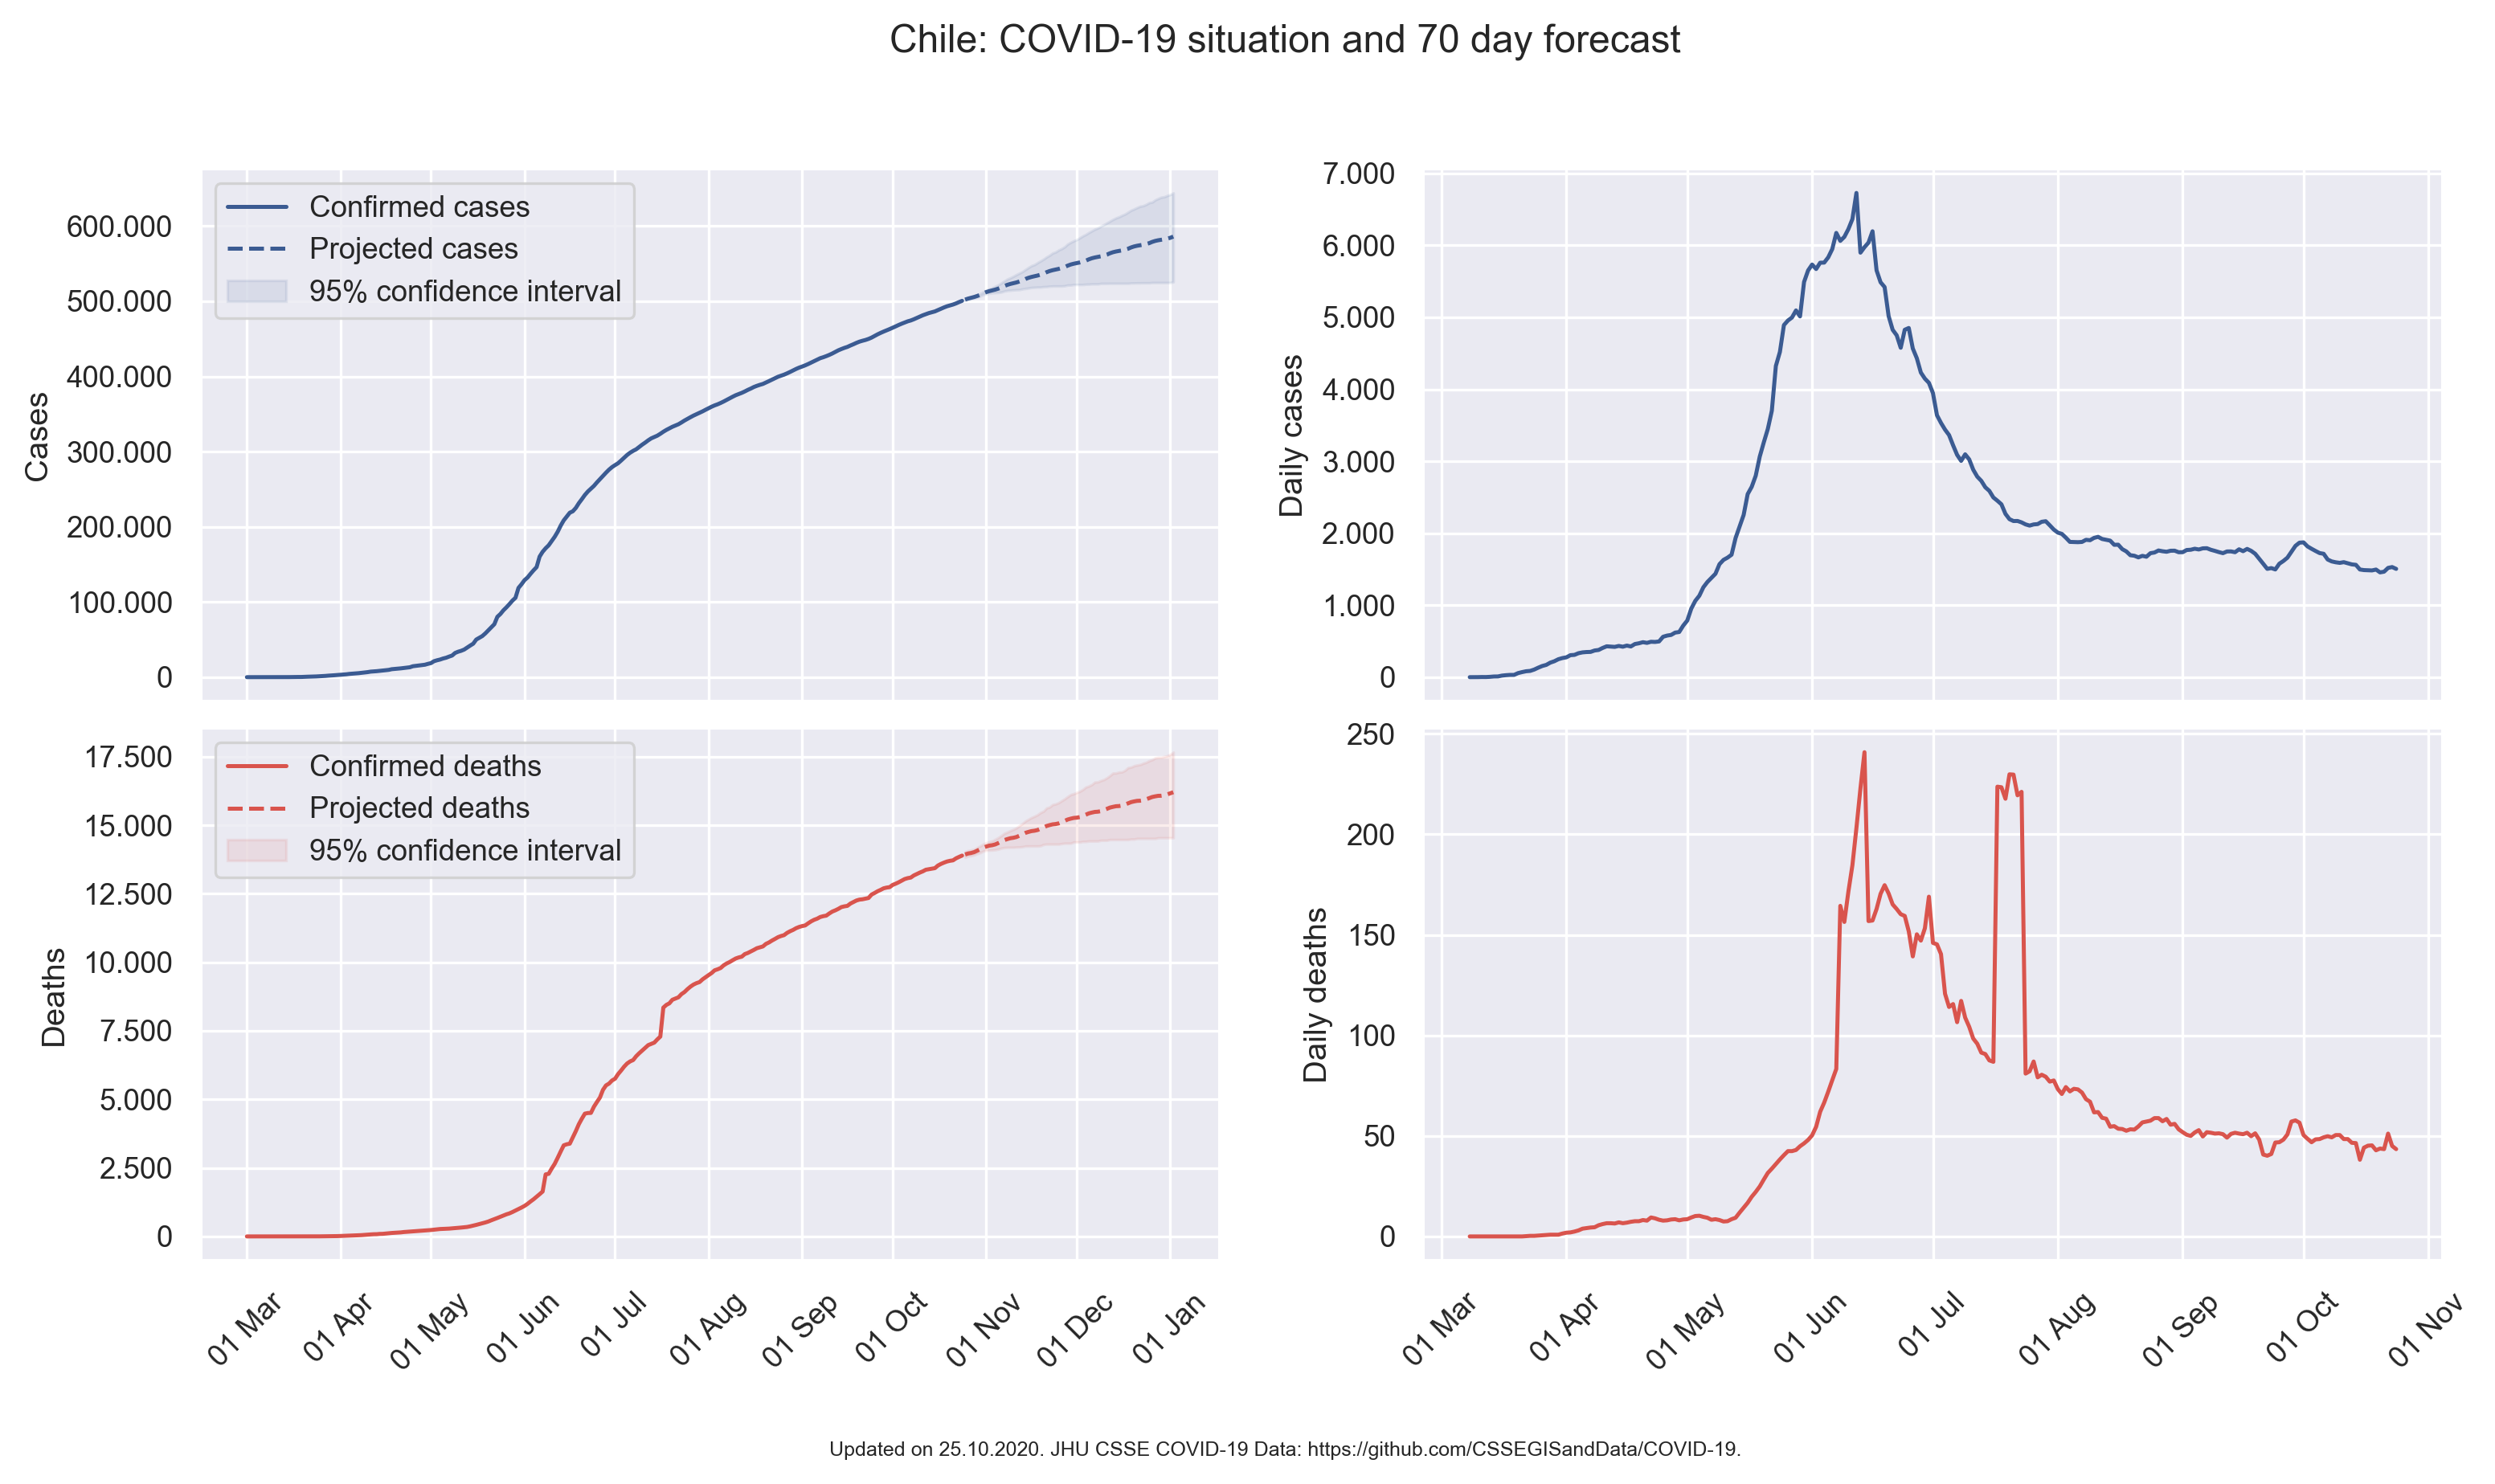 Chile: COVID-19 situation and 70 day forecast
Confirmed cases
Projected cases
95% confidence interval
Cases
600.000
500.000
400.000
300.000
200.000
100.000
0
Daily cases
7.000
6.000
5.000
4.000
3.000
2.000
1.000
0
Confirmed deaths
Projected deaths
95% confidence interval
Deaths
17.500
15.000
12.500
10.000
7.500
5.000
2.500
0
01 Mar
01 Apr
01 May
01 Jun
01 Jul
01 Aug
01 Sep
01 Oct
01 Nov
01 Dec
01 Jan
Daily deaths
250
200
150
100
50
0
01 Mar
01 Apr
01 May
01 Jun
01 Jul
01 Aug
01 Sep
01 Oct
01 Nov
Updated on 25.10.2020. JHU CSSE COVID-19 Data: https://github.com/CSSEGISandData/COVID-19.